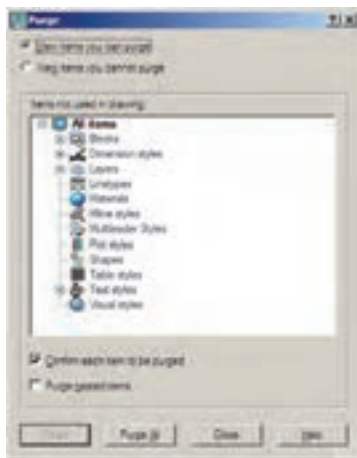 Purge
View items you can purge
View items you cannot purge
Items not used in drawing:
All items
Blocks
Dimension styles
Layers
Linetypes
Materials
Mline styles
Multileader Styles
Plot styles
Shapes
Table styles
Text styles
Visual styles
Confirm each item to be purged
Purge nested items
Purge
Purge All
Close
Help